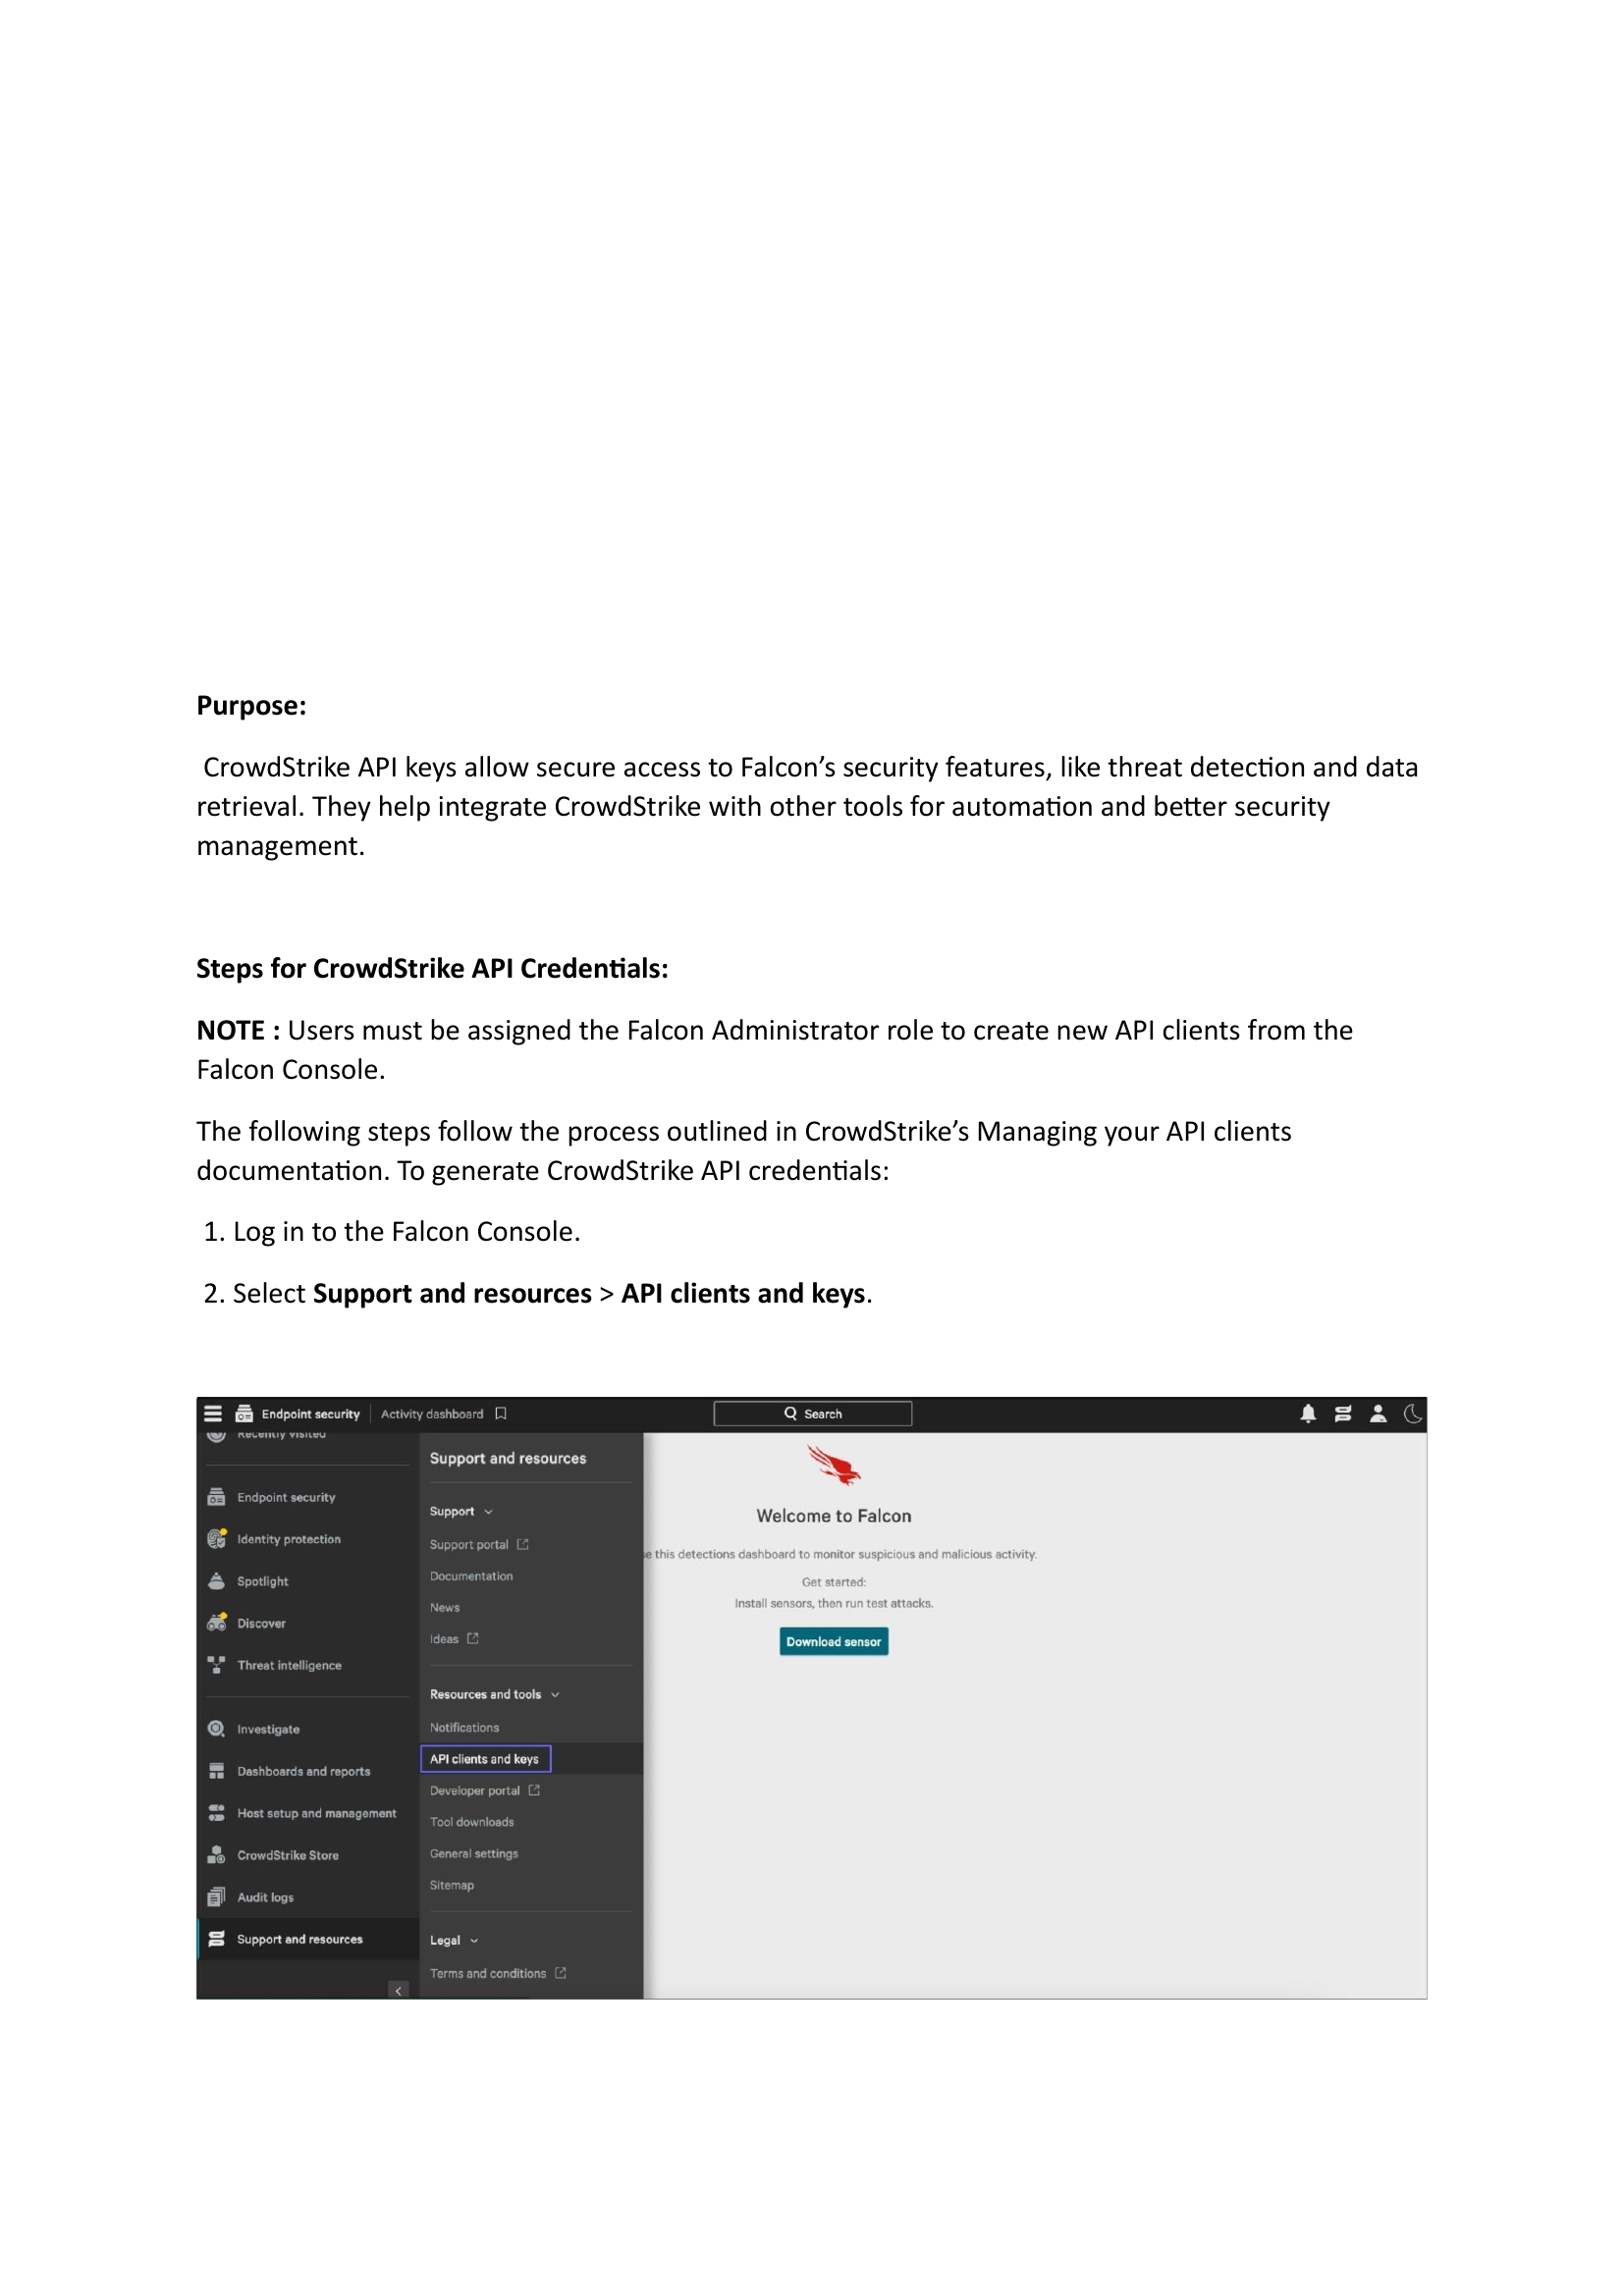 Purpose:
CrowdStrike API keys allow secure access to Falcon’s security features, like threat detection and data
retrieval. They help integrate CrowdStrike with other tools for automation and better security
management.
Steps for CrowdStrike API Credentials:
NOTE : Users must be assigned the Falcon Administrator role to create new API clients from the
Falcon Console.
The following steps follow the process outlined in CrowdStrike’s Managing your API clients
documentation. To generate CrowdStrike API credentials:
1. Log in to the Falcon Console.
2. Select Support and resources > API clients and keys.
Endpoint security Activity dashboard Search
Recently visited
Endpoint security
Identity protection
Spotlight
Discover
Threat intelligence
Investigate
Dashboards and reports
Host setup and management
CrowdStrike Store
Audit logs
Support and resources
Support and resources
Support
Support portal
Documentation
News
Ideas
Resources and tools
Notifications
API clients and keys
Developer portal
Tool downloads
General settings
Sitemap
Legal
Terms and conditions
Welcome to Falcon
this detections dashboard to monitor suspicious and malicious activity.
Get started:
Install sensors, then run test attacks.
Download sensor